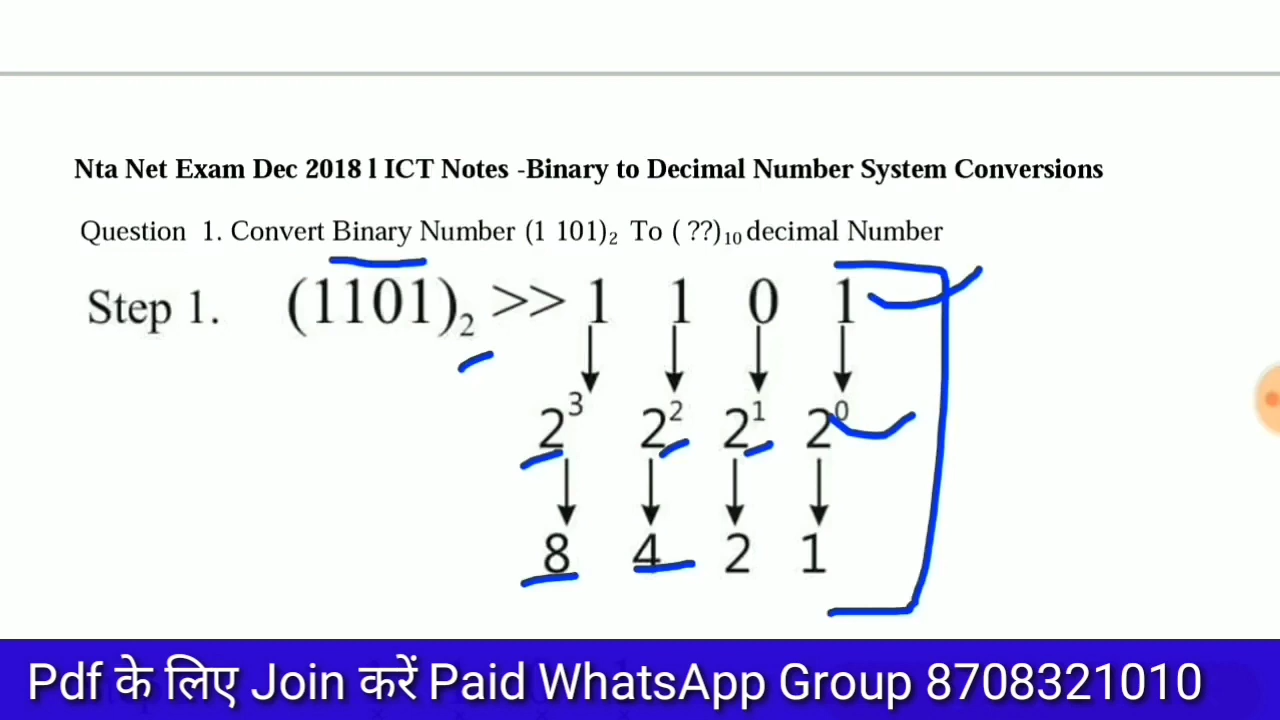 Nta Net Exam Dec 2018 l ICT Notes -Binary to Decimal Number System Conversions
Question 1. Convert Binary Number (1 101)₂ To ( ??)₁₀ decimal Number
Step 1. (1101)₂ >> 1 1 0 1
2³ 2² 2¹ 2⁰
8 4 2 1
Pdf के लिए Join करें Paid WhatsApp Group 8708321010